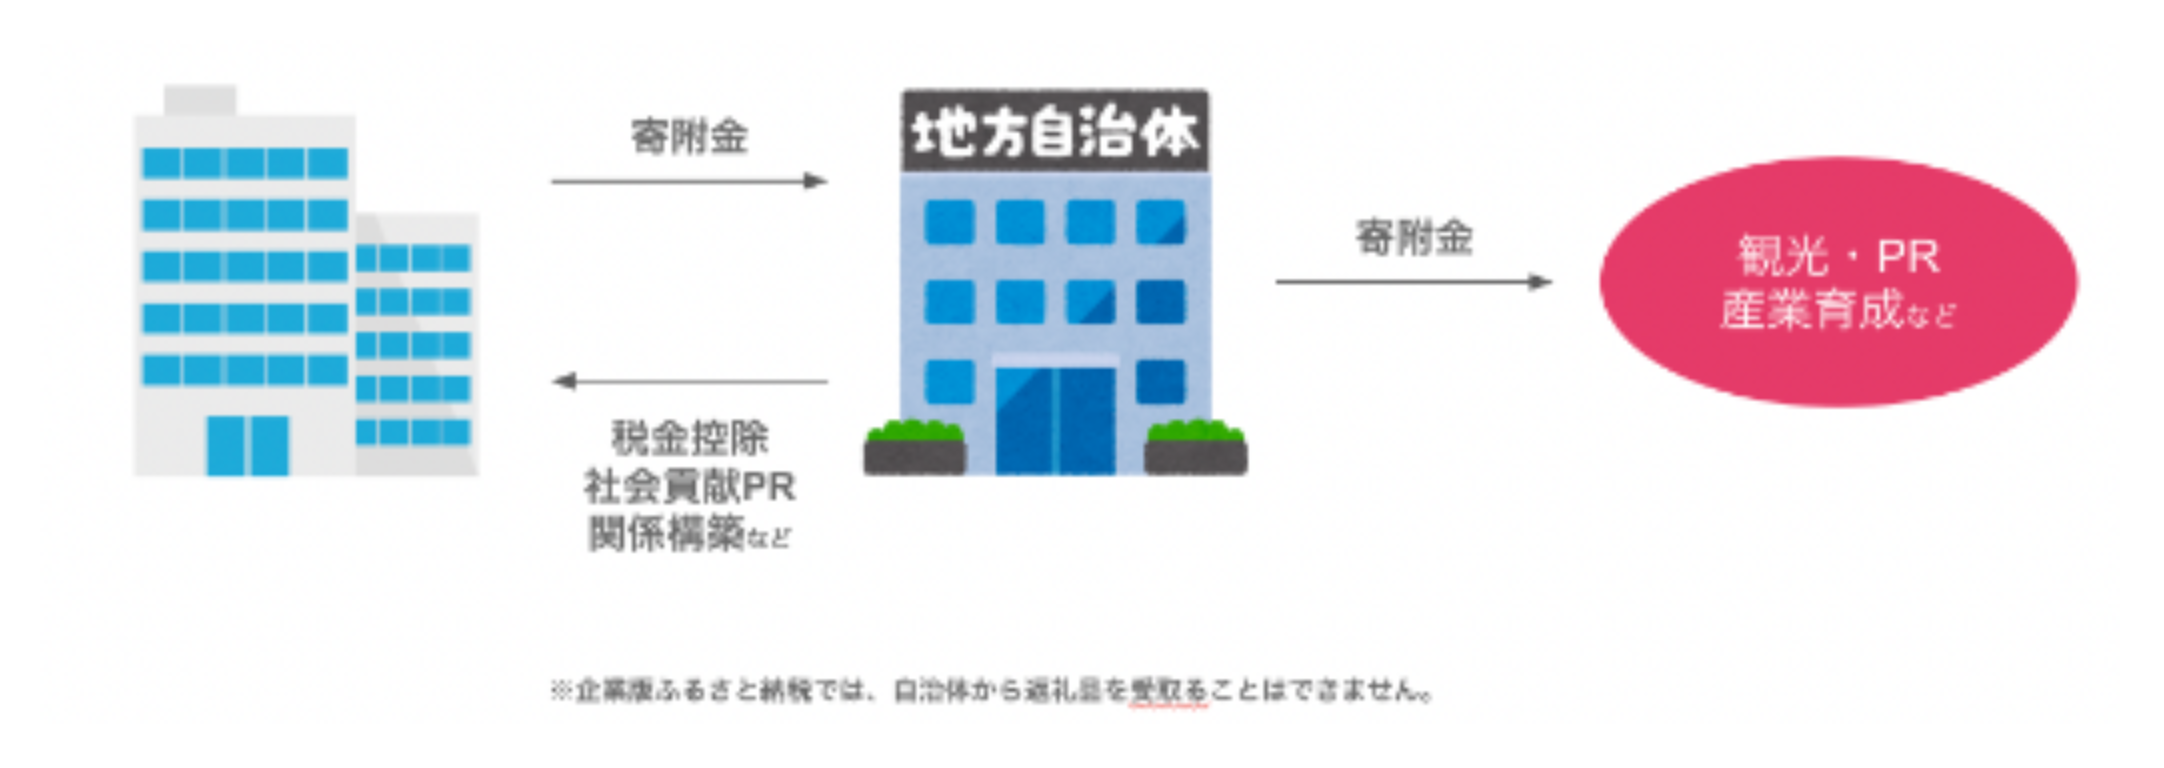 寄附金
地方自治体
寄附金
観光・PR
産業育成など
税金控除
社会貢献PR
関係構築など
※企業版ふるさと納税では、自治体から返礼品を受取ることはできません。